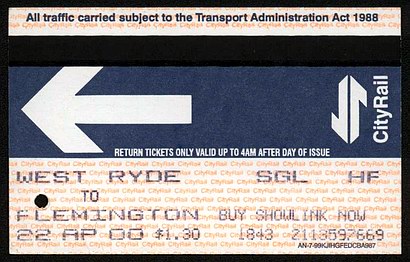 All traffic carried subject to the Transport Administration Act 1988
CityRail
RETURN TICKETS ONLY VALID UP TO 4AM AFTER DAY OF ISSUE
WEST RYDE SGL HF
TO
FLEMINGTON BUY SHOWLINK NOW
22 AP 00 $1.30 1843 2113597669
AN-7-99KJIHGFEDCBA987